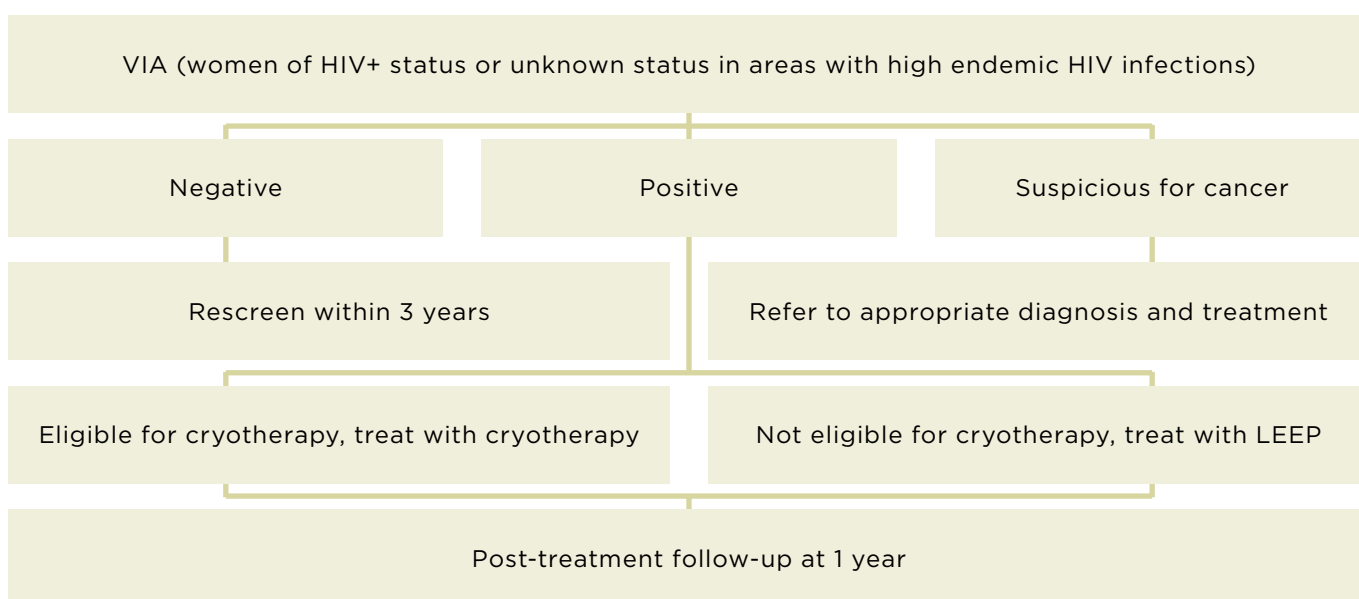 VIA (women of HIV+ status or unknown status in areas with high endemic HIV infections)
Negative
Positive
Suspicious for cancer
Rescreen within 3 years
Refer to appropriate diagnosis and treatment
Eligible for cryotherapy, treat with cryotherapy
Not eligible for cryotherapy, treat with LEEP
Post-treatment follow-up at 1 year